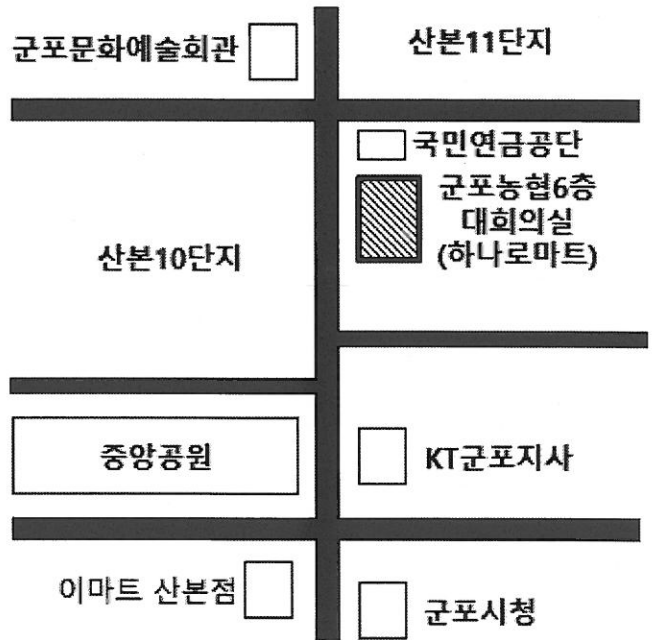 군포문화예술회관
산본11단지
국민연금공단
군포농협6층
대회의실
(하나로마트)
산본10단지
중앙공원
KT군포지사
이마트 산본점
군포시청